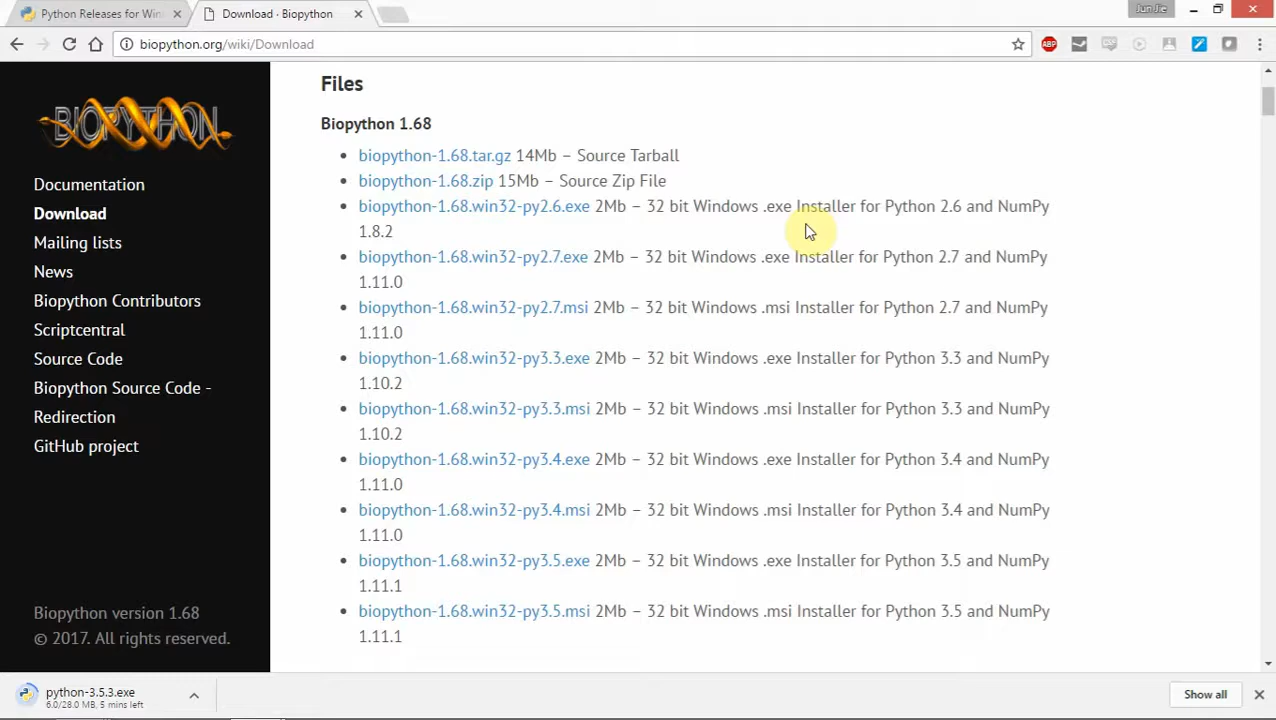 Python Releases for Win
Download · Biopython
Jun Jie
biopython.org/wiki/Download
ABP
BIOPYTHON
Documentation
Download
Mailing lists
News
Biopython Contributors
Scriptcentral
Source Code
Biopython Source Code -
Redirection
GitHub project
Biopython version 1.68
© 2017. All rights reserved.
Files
Biopython 1.68
biopython-1.68.tar.gz 14Mb – Source Tarball
biopython-1.68.zip 15Mb – Source Zip File
biopython-1.68.win32-py2.6.exe 2Mb – 32 bit Windows .exe Installer for Python 2.6 and NumPy
1.8.2
biopython-1.68.win32-py2.7.exe 2Mb – 32 bit Windows .exe Installer for Python 2.7 and NumPy
1.11.0
biopython-1.68.win32-py2.7.msi 2Mb – 32 bit Windows .msi Installer for Python 2.7 and NumPy
1.11.0
biopython-1.68.win32-py3.3.exe 2Mb – 32 bit Windows .exe Installer for Python 3.3 and NumPy
1.10.2
biopython-1.68.win32-py3.3.msi 2Mb – 32 bit Windows .msi Installer for Python 3.3 and NumPy
1.10.2
biopython-1.68.win32-py3.4.exe 2Mb – 32 bit Windows .exe Installer for Python 3.4 and NumPy
1.11.0
biopython-1.68.win32-py3.4.msi 2Mb – 32 bit Windows .msi Installer for Python 3.4 and NumPy
1.11.0
biopython-1.68.win32-py3.5.exe 2Mb – 32 bit Windows .exe Installer for Python 3.5 and NumPy
1.11.1
biopython-1.68.win32-py3.5.msi 2Mb – 32 bit Windows .msi Installer for Python 3.5 and NumPy
1.11.1
python-3.5.3.exe
6.0/28.0 MB, 5 mins left
Show all